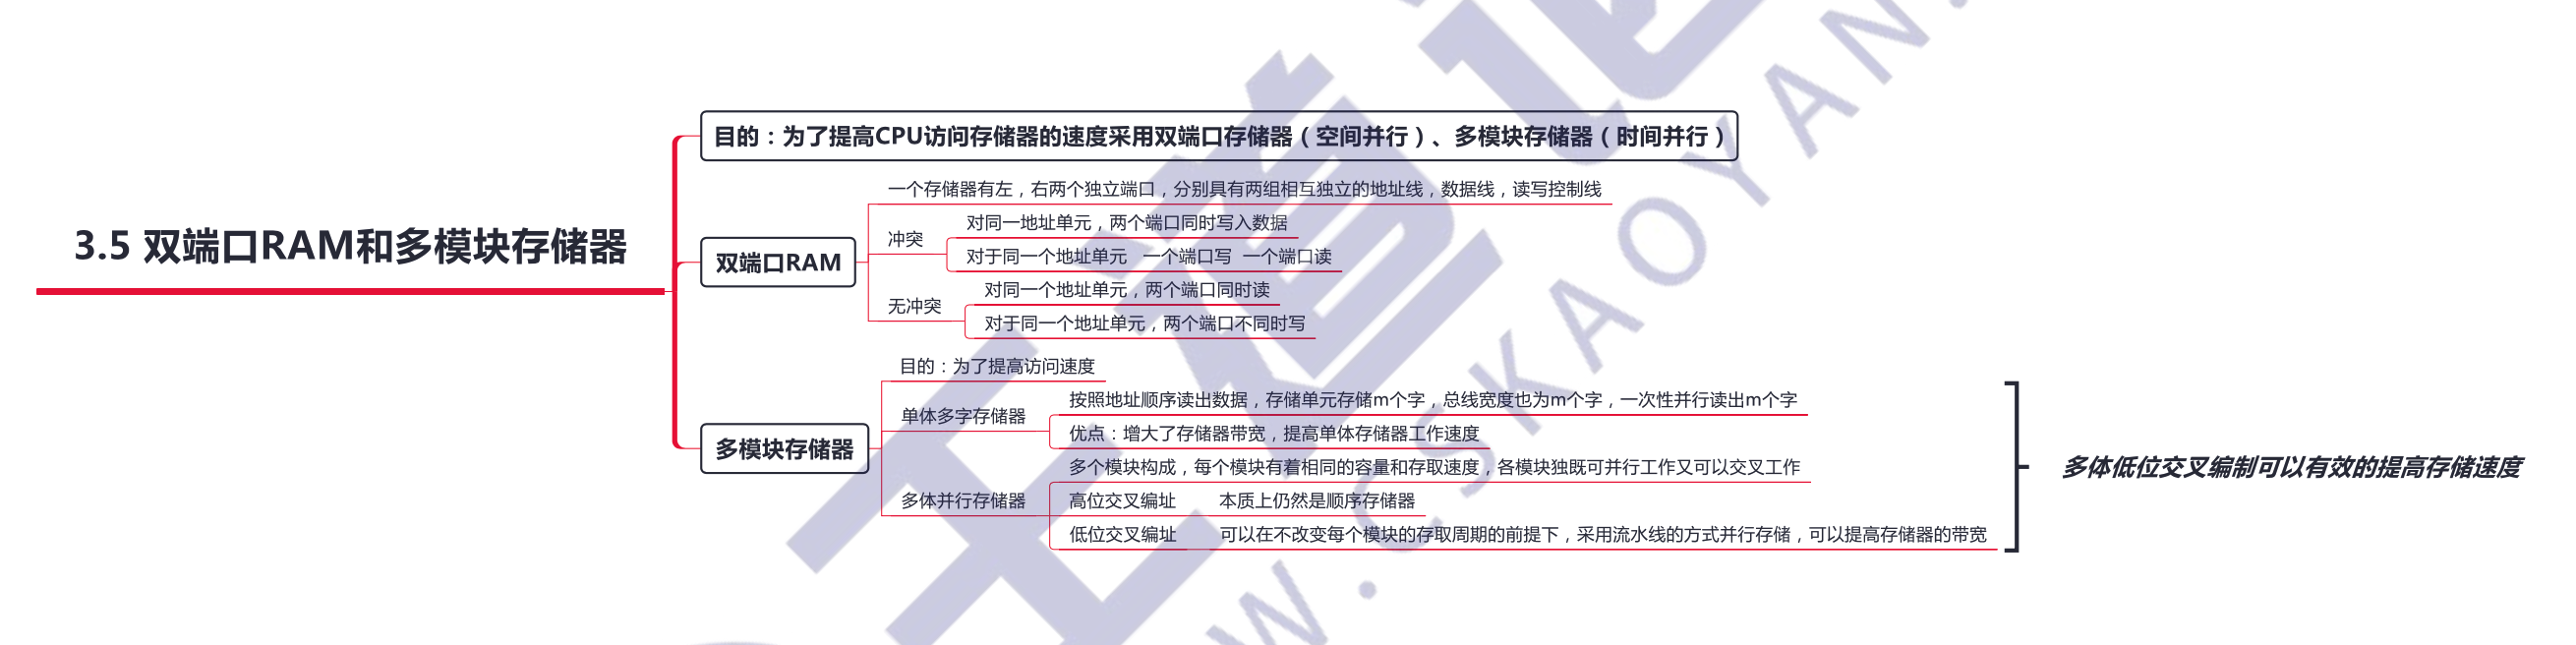 3.5 双端口RAM和多模块存储器
目的：为了提高CPU访问存储器的速度采用双端口存储器（空间并行）、多模块存储器（时间并行）
双端口RAM
一个存储器有左，右两个独立端口，分别具有两组相互独立的地址线，数据线，读写控制线
冲突
对同一地址单元，两个端口同时写入数据
对于同一个地址单元 一个端口写 一个端口读
无冲突
对同一个地址单元，两个端口同时读
对于同一个地址单元，两个端口不同时写
多模块存储器
目的：为了提高访问速度
单体多字存储器
按照地址顺序读出数据，存储单元存储m个字，总线宽度也为m个字，一次性并行读出m个字
优点：增大了存储器带宽，提高单体存储器工作速度
多体并行存储器
多个模块构成，每个模块有着相同的容量和存取速度，各模块独既可并行工作又可以交叉工作
高位交叉编址
本质上仍然是顺序存储器
低位交叉编址
可以在不改变每个模块的存取周期的前提下，采用流水线的方式并行存储，可以提高存储器的带宽
多体低位交叉编制可以有效的提高存储速度
W.CSKAOYAN.